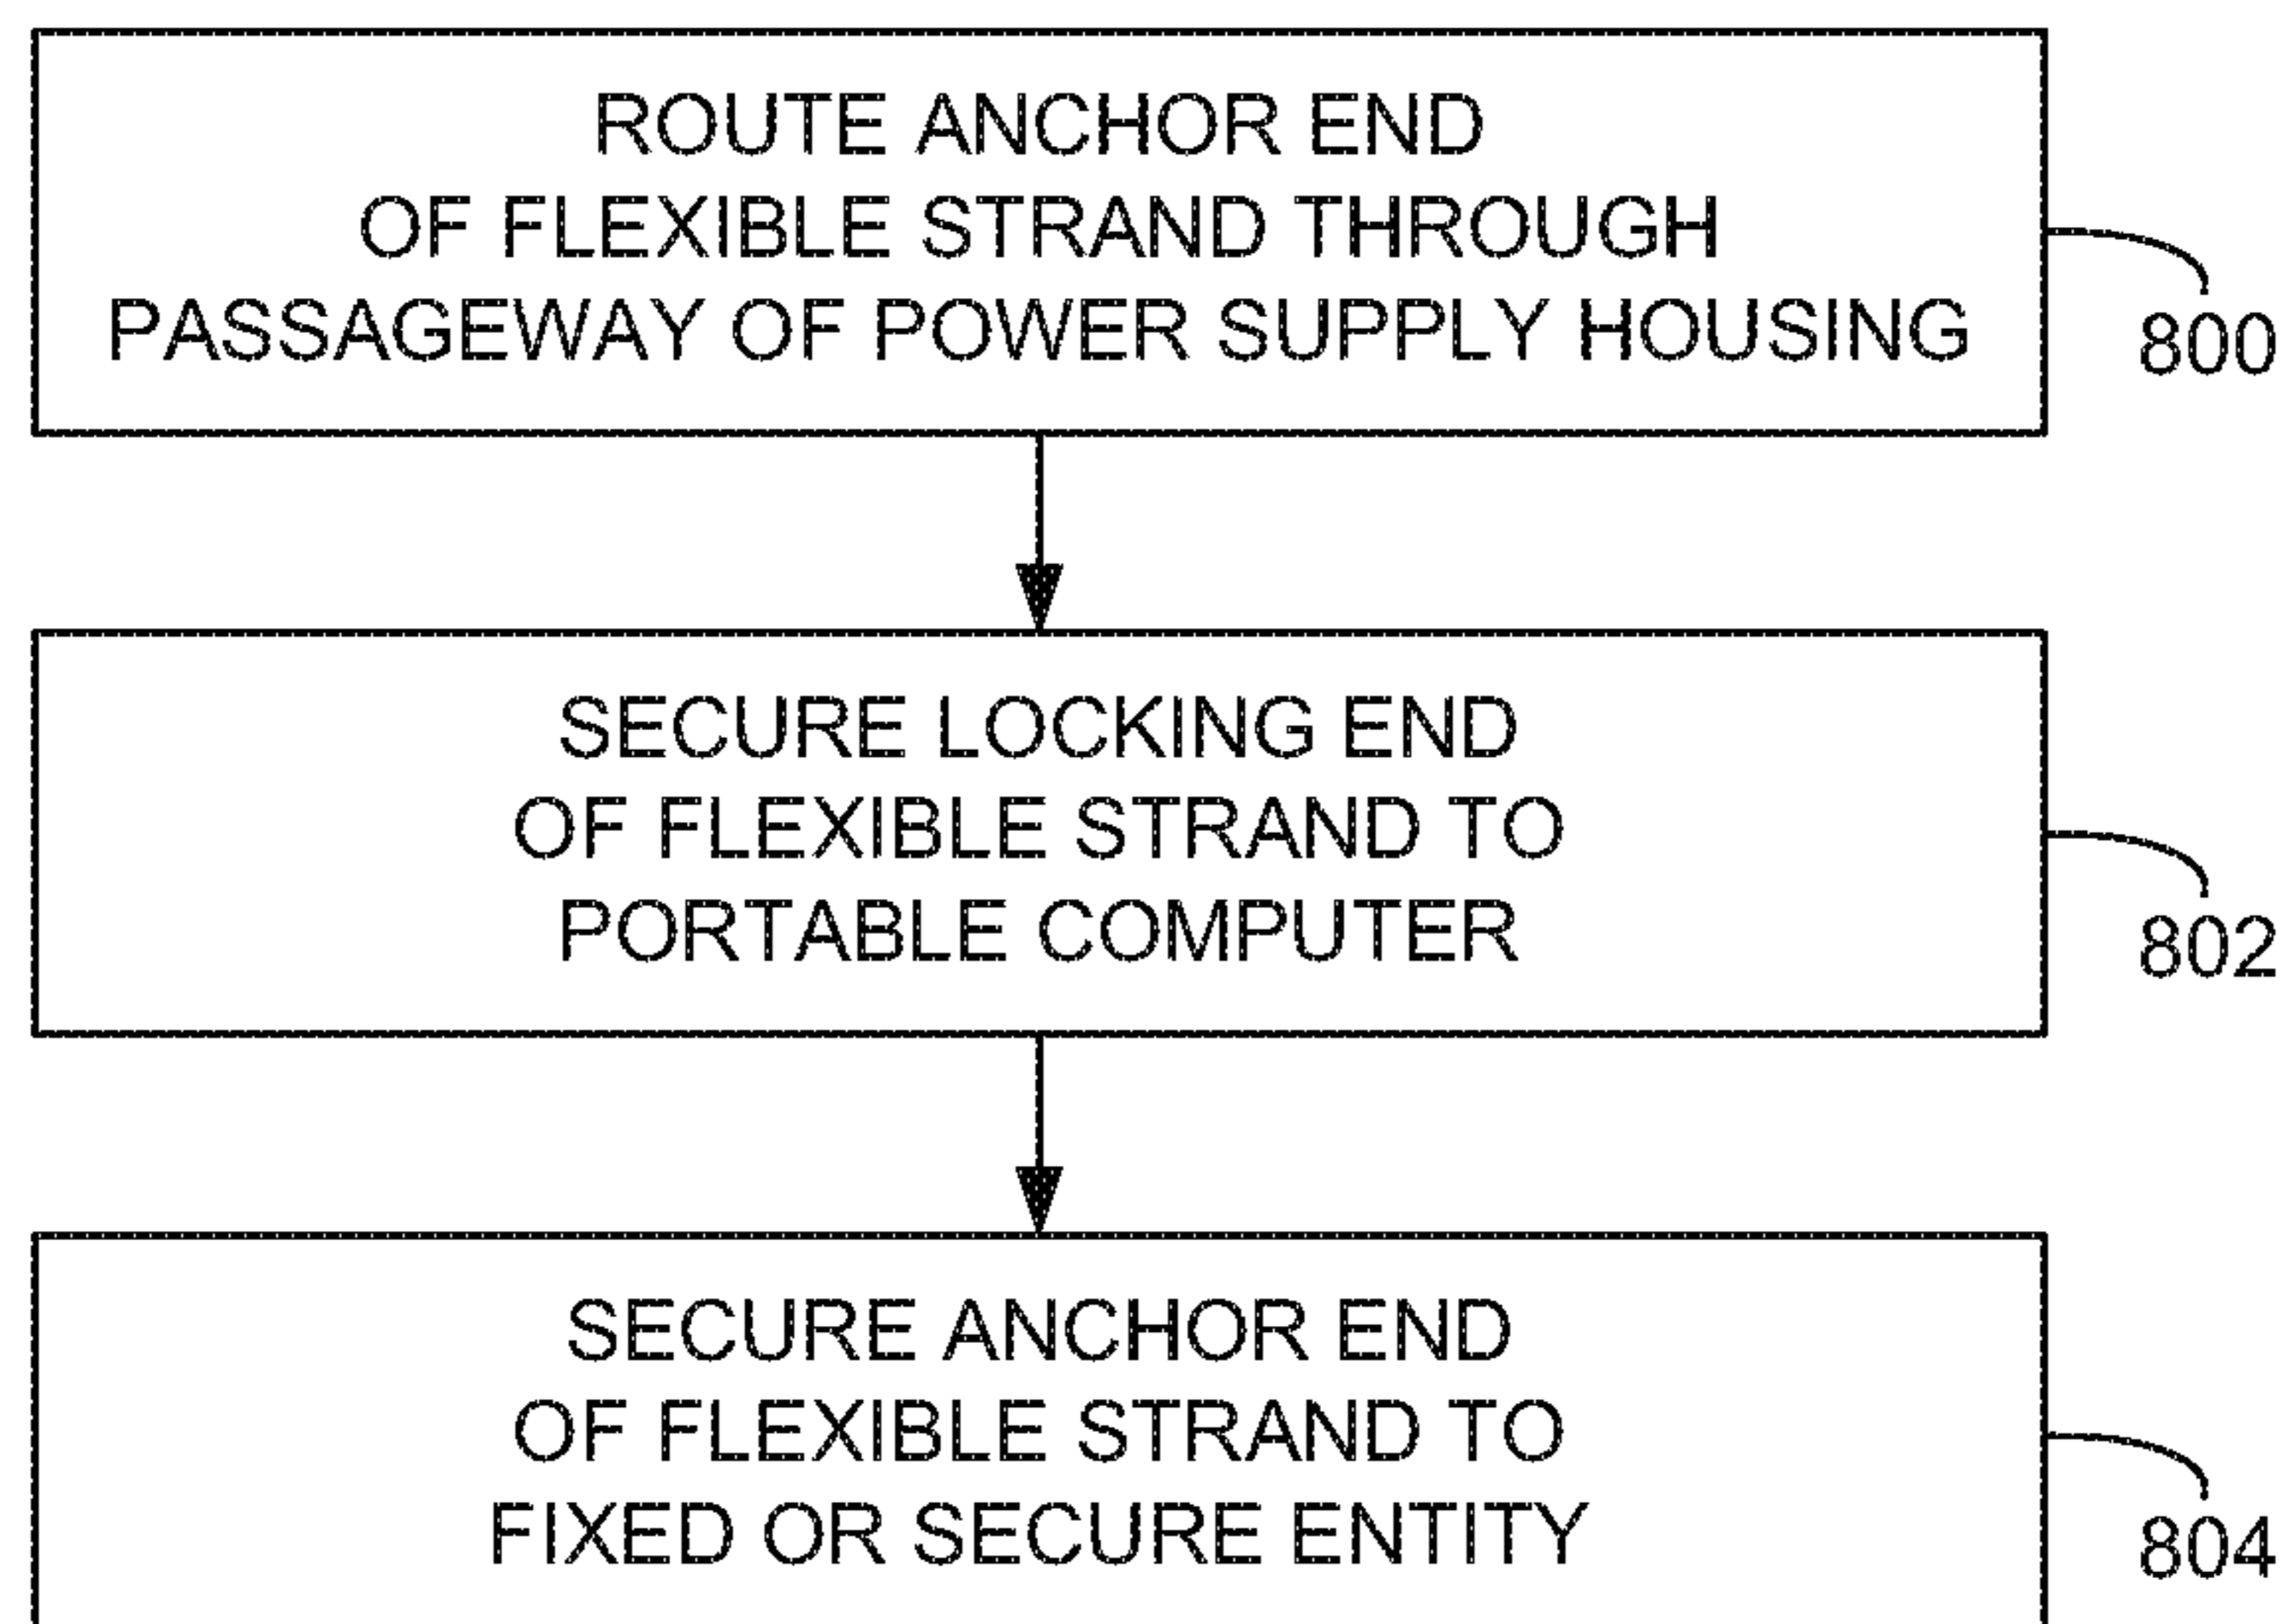 ROUTE ANCHOR END
OF FLEXIBLE STRAND THROUGH
PASSAGEWAY OF POWER SUPPLY HOUSING
800
SECURE LOCKING END
OF FLEXIBLE STRAND TO
PORTABLE COMPUTER
802
SECURE ANCHOR END
OF FLEXIBLE STRAND TO
FIXED OR SECURE ENTITY
804